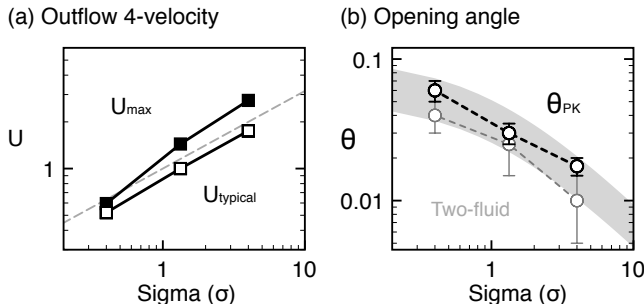 (a) Outflow 4-velocity
U
1
Umax
Utypical
1
10
Sigma (σ)
(b) Opening angle
θ
0.1
0.01
θPK
Two-fluid
1
10
Sigma (σ)